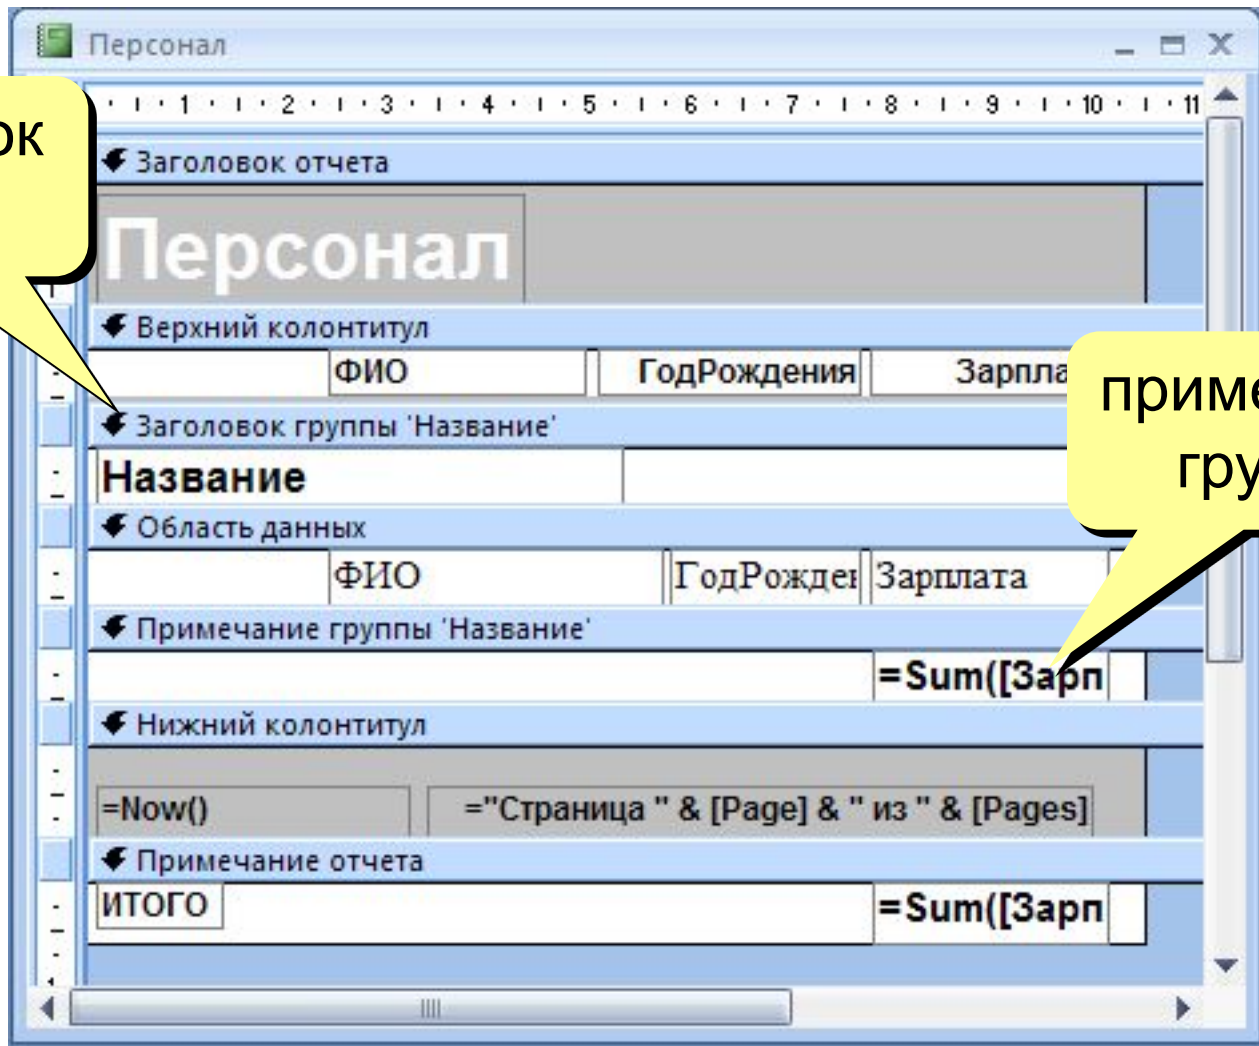 Персонал
· ı · 1 · ı · 2 · ı · 3 · ı · 4 · ı · 5 · ı · 6 · ı · 7 · ı · 8 · ı · 9 · ı · 10 · ı · 11
ок
Заголовок отчета
Персонал
Верхний колонтитул
ФИО ГодРождения Зарпла
приме
гру
Заголовок группы 'Название'
Название
Область данных
ФИО ГодРожде Зарплата
Примечание группы 'Название'
=Sum([Зарп
Нижний колонтитул
=Now() ="Страница " & [Page] & " из " & [Pages]
Примечание отчета
ИТОГО =Sum([Зарп